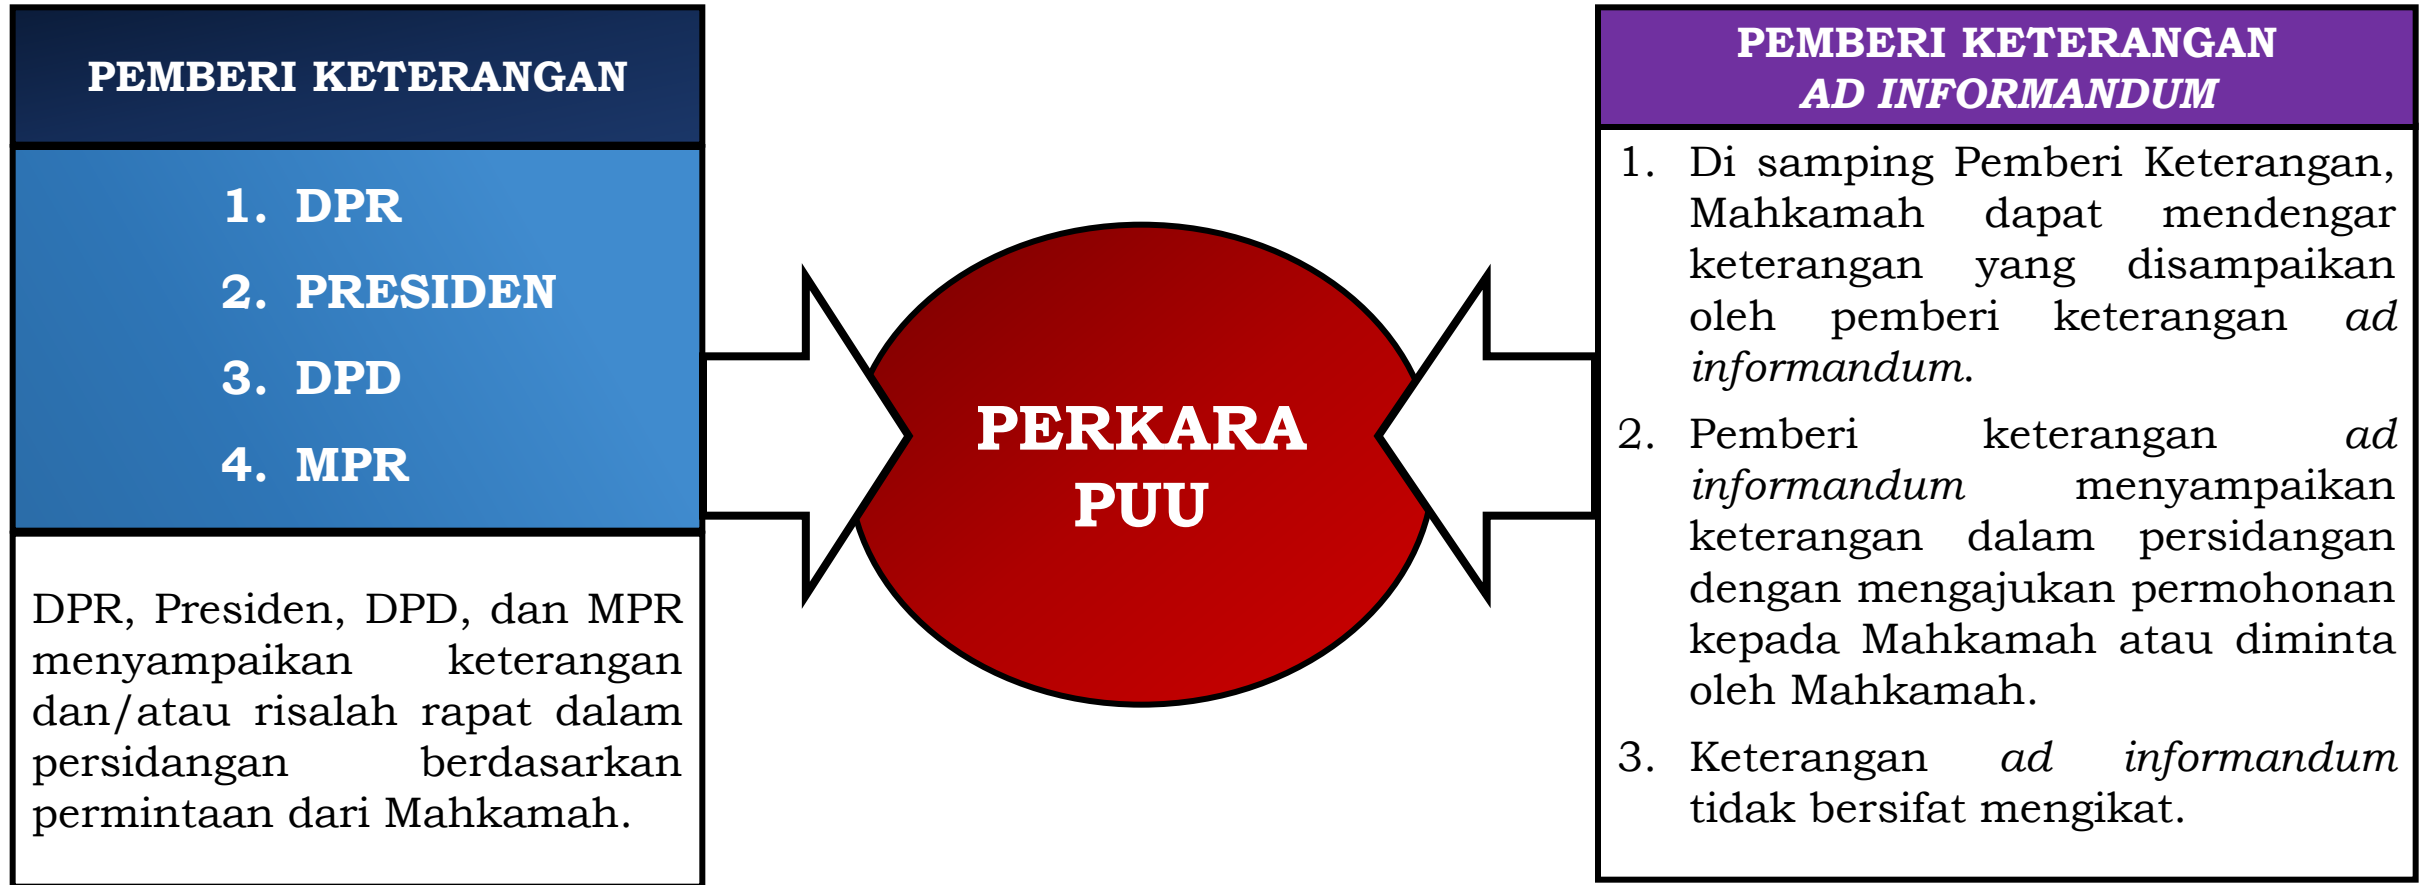 PEMBERI KETERANGAN
1. DPR
2. PRESIDEN
3. DPD
4. MPR
DPR, Presiden, DPD, dan MPR
menyampaikan keterangan
dan/atau risalah rapat dalam
persidangan berdasarkan
permintaan dari Mahkamah.
PERKARA
PUU
PEMBERI KETERANGAN
AD INFORMANDUM
1. Di samping Pemberi Keterangan,
Mahkamah dapat mendengar
keterangan yang disampaikan
oleh pemberi keterangan ad
informandum.
2. Pemberi keterangan ad
informandum menyampaikan
keterangan dalam persidangan
dengan mengajukan permohonan
kepada Mahkamah atau diminta
oleh Mahkamah.
3. Keterangan ad informandum
tidak bersifat mengikat.